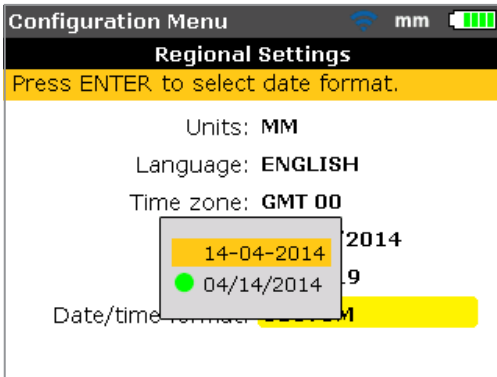 Configuration Menu mm
Regional Settings
Press ENTER to select date format.
Units: MM
Language: ENGLISH
Time zone: GMT 00
/2014
14-04-2014
9
04/14/2014
Date/time